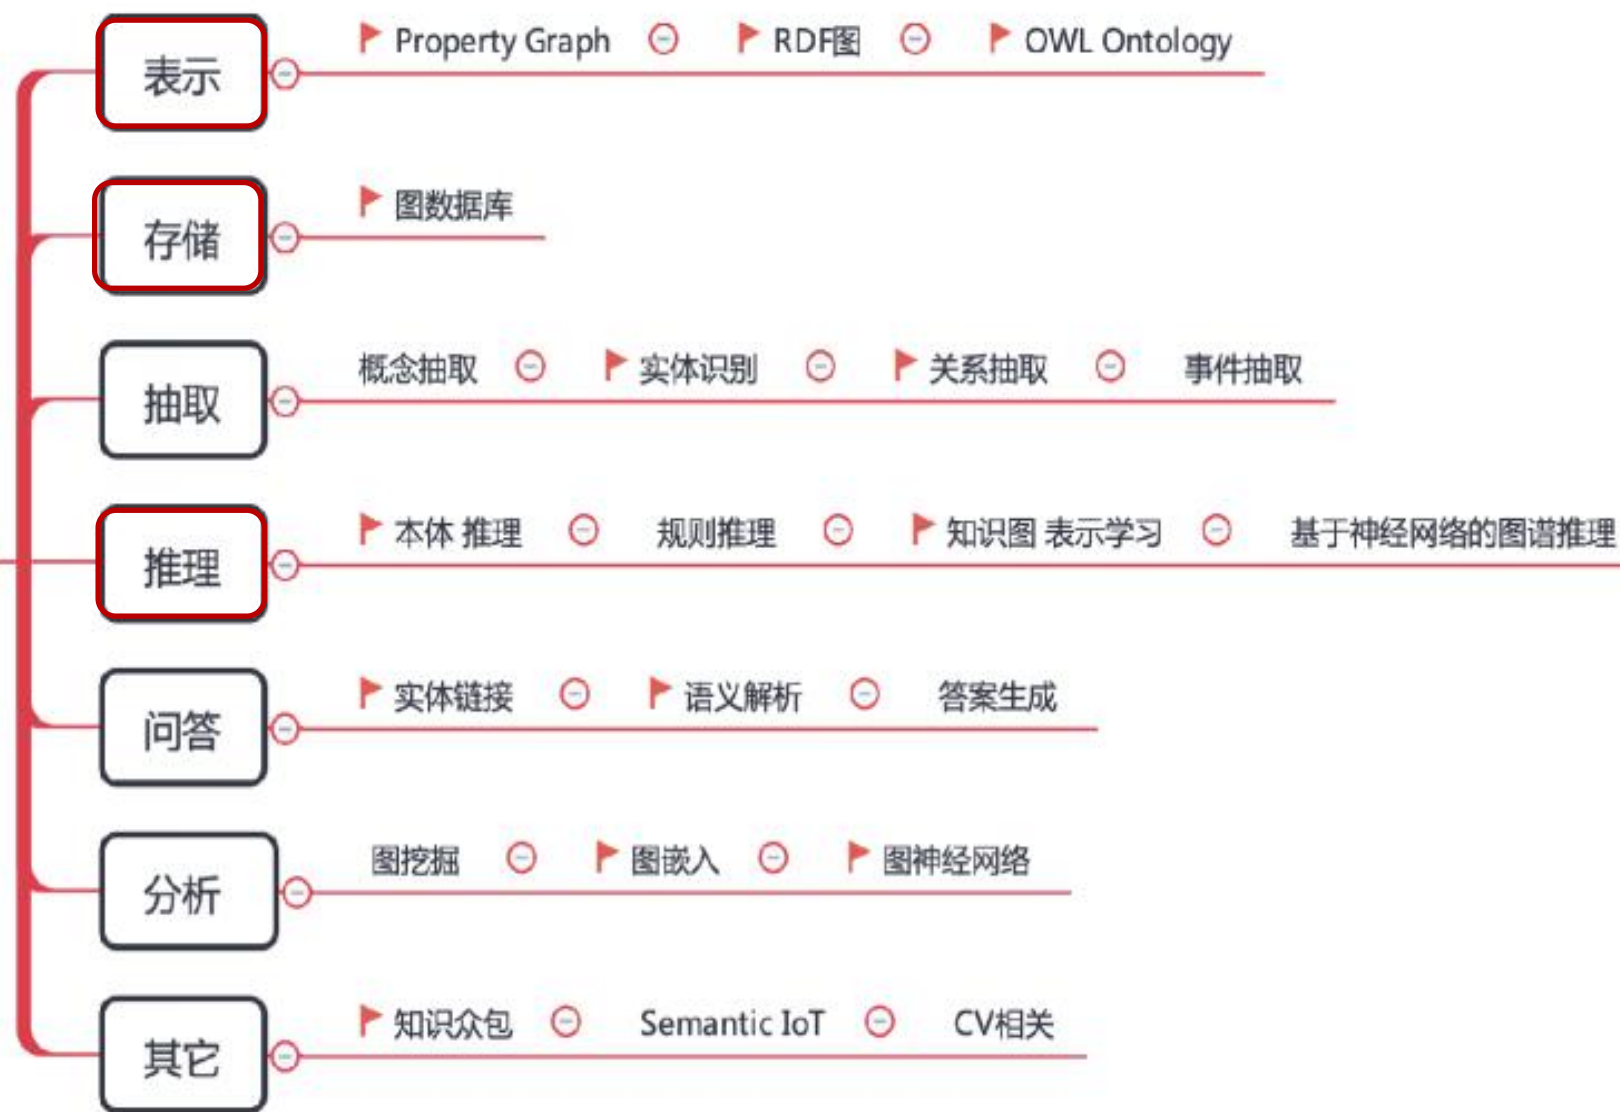 表示
Property Graph RDF图 OWL Ontology
存储
图数据库
抽取
概念抽取 实体识别 关系抽取 事件抽取
推理
本体 推理 规则推理 知识图 表示学习 基于神经网络的图谱推理
问答
实体链接 语义解析 答案生成
分析
图挖掘 图嵌入 图神经网络
其它
知识众包 Semantic IoT CV相关